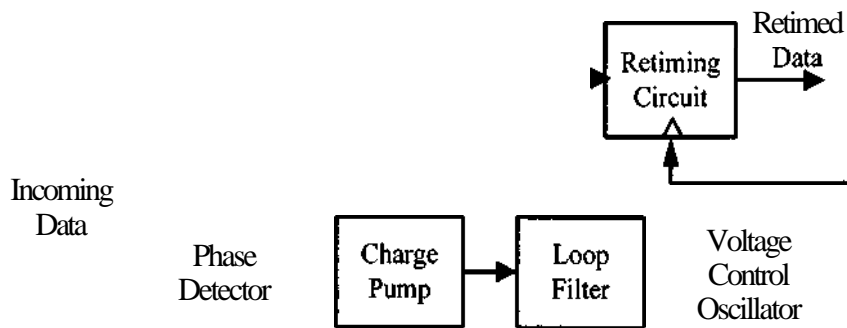 Retimed
Data
Retiming
Circuit
Incoming
Data
Phase
Detector
Charge
Pump
Loop
Filter
Voltage
Control
Oscillator